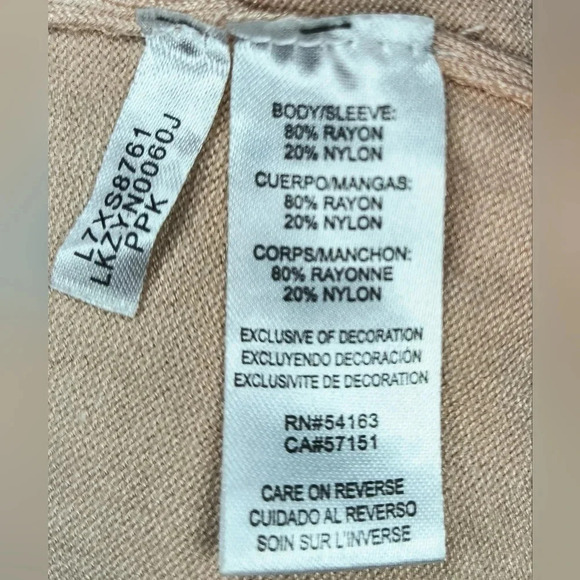 L7XS8761
LKZYN0060J
PPK
BODY/SLEEVE:
80% RAYON
20% NYLON
CUERPO/MANGAS:
80% RAYON
20% NYLON
CORPS/MANCHON:
80% RAYONNE
20% NYLON
EXCLUSIVE OF DECORATION
EXCLUYENDO DECORACIÓN
EXCLUSIVITE DE DECORATION
RN#54163
CA#57151
CARE ON REVERSE
CUIDADO AL REVERSO
SOIN SUR L'INVERSE